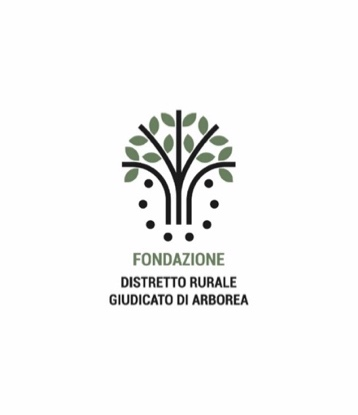 FONDAZIONE
DISTRETTO RURALE
GIUDICATO DI ARBOREA